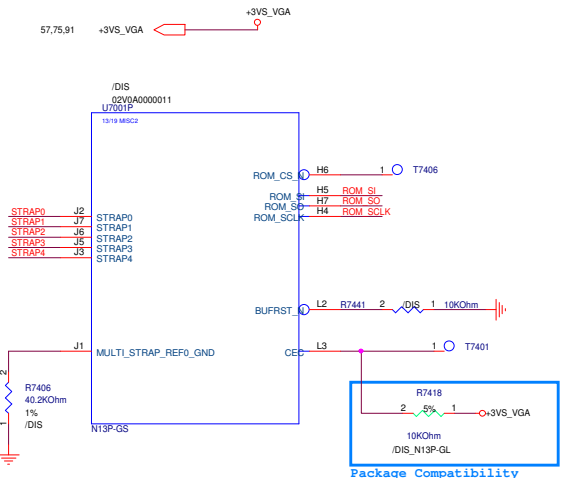 +3VS_VGA
57,75,91 +3VS_VGA
/DIS
02V0A0000011
U7001P
13/19 MISC2
ROM_CS_N H6 1 T7406
ROM_SI H5 ROM_SI
ROM_SO H7 ROM_SO
ROM_SCLK H4 ROM_SCLK
STRAP0 J2 STRAP0
STRAP1 J7 STRAP1
STRAP2 J6 STRAP2
STRAP3 J5 STRAP3
STRAP4 J3 STRAP4
BUFRST_N L2 R7441 2 /DIS 1 10KOhm
MULTI_STRAP_REF0_GND J1
CEC L3 1 T7401
2
R7406
40.2KOhm
1%
/DIS
1
N13P-GS
R7418
2 5% 1 +3VS_VGA
10KOhm
/DIS_N13P-GL
Package Compatibility